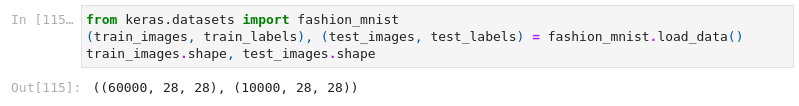 In [115…
from keras.datasets import fashion_mnist
(train_images, train_labels), (test_images, test_labels) = fashion_mnist.load_data()
train_images.shape, test_images.shape
Out[115]: ((60000, 28, 28), (10000, 28, 28))